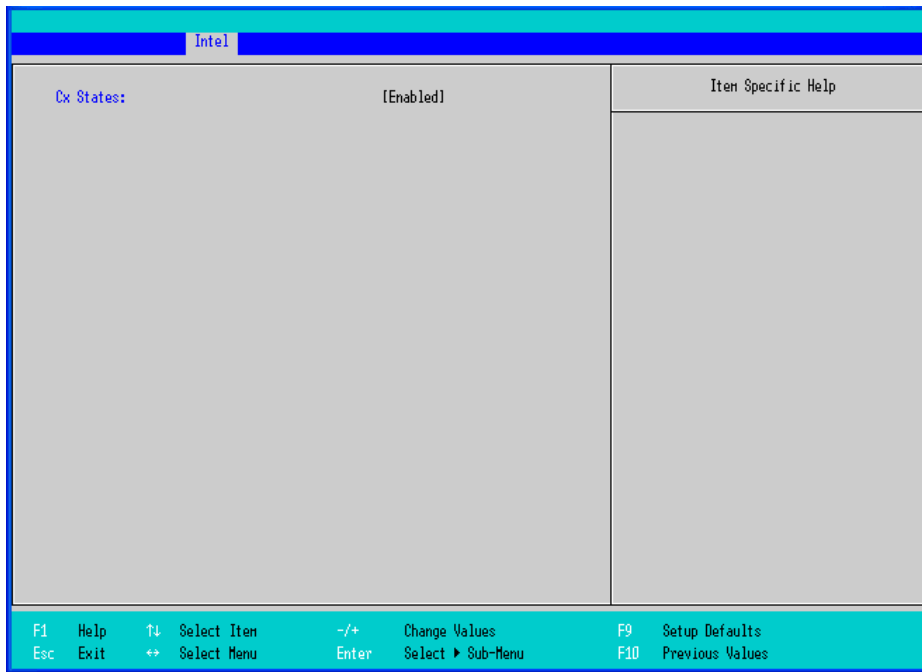 Intel
Cx States: [Enabled]
Item Specific Help
F1 Help ↑↓ Select Item -/+ Change Values F9 Setup Defaults
Esc Exit ↔ Select Menu Enter Select ▶ Sub-Menu F10 Previous Values